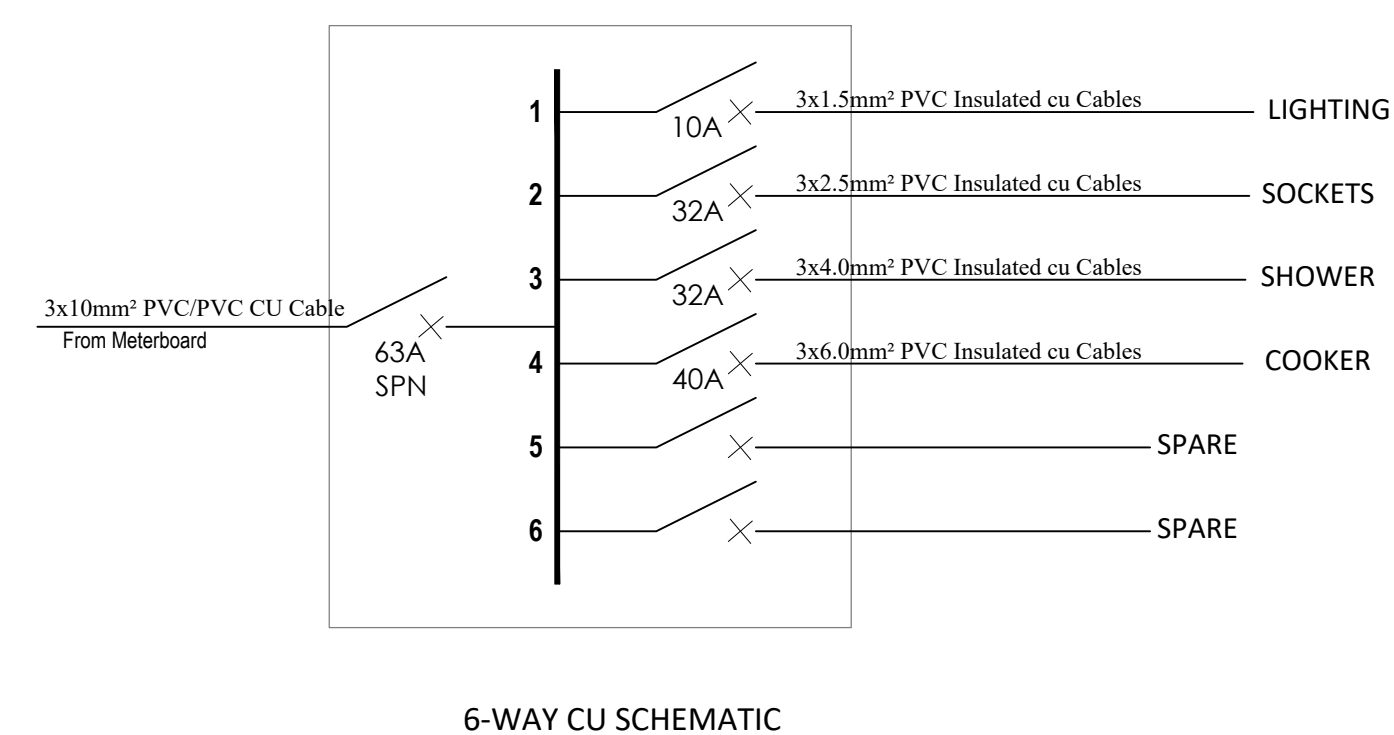 1
10A
3x1.5mm² PVC Insulated cu Cables
LIGHTING
2
32A
3x2.5mm² PVC Insulated cu Cables
SOCKETS
3
32A
3x4.0mm² PVC Insulated cu Cables
SHOWER
3x10mm² PVC/PVC CU Cable
From Meterboard
63A
SPN
4
40A
3x6.0mm² PVC Insulated cu Cables
COOKER
5
SPARE
6
SPARE
6-WAY CU SCHEMATIC